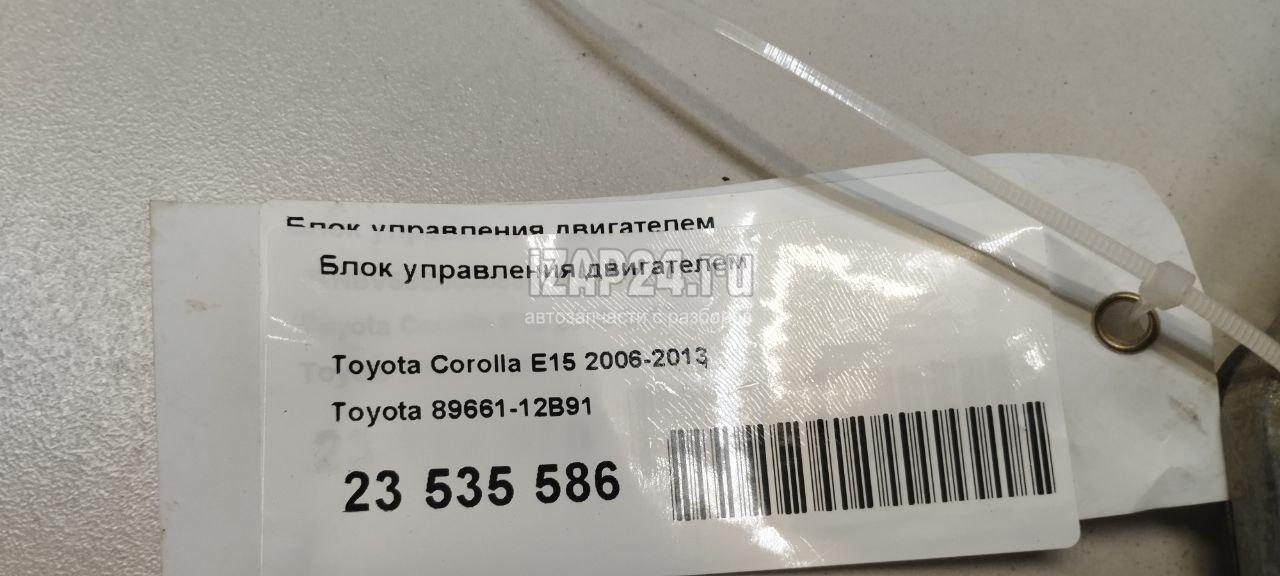 Блок управления двигателем
Блок управления двигателем
iZAP24.ru
автозапчасти с разборов
Toyota Corolla E15 2006-2013
Toyota 89661-12B91
23 535 586